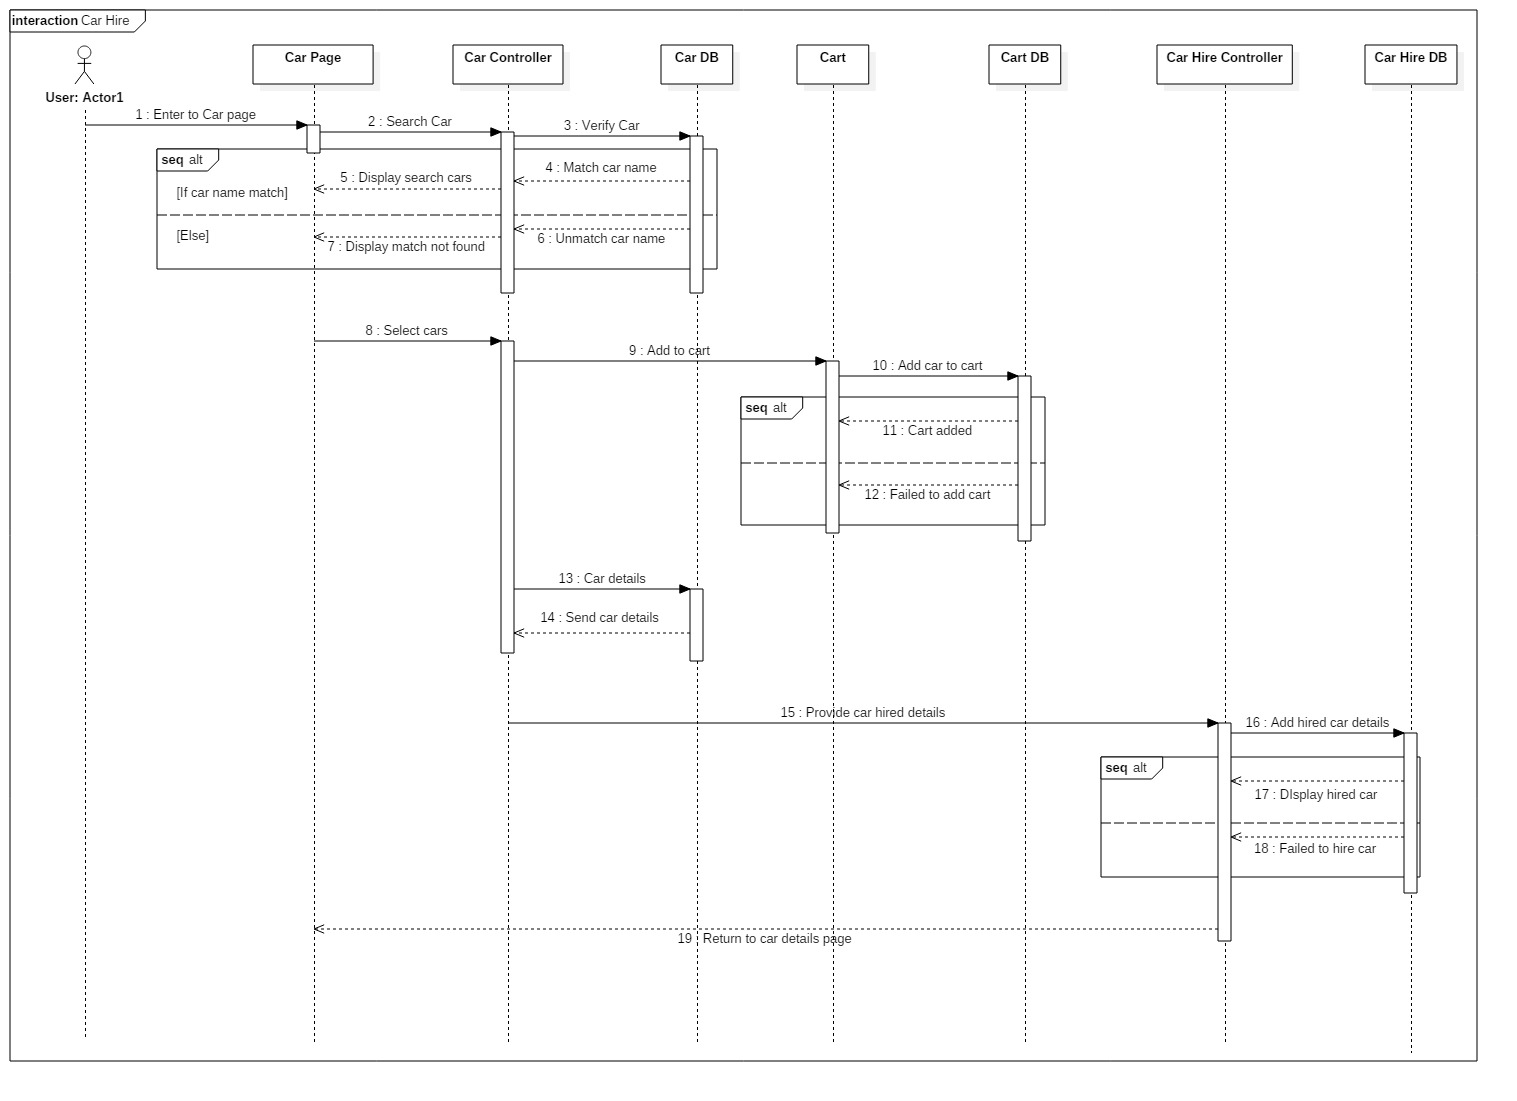 interaction Car Hire
Car Page
Car Controller
Car DB
Cart
Cart DB
Car Hire Controller
Car Hire DB
User: Actor1
1 : Enter to Car page
2 : Search Car
3 : Verify Car
seq alt
4 : Match car name
5 : Display search cars
[If car name match]
[Else]
6 : Unmatch car name
7 : Display match not found
8 : Select cars
9 : Add to cart
10 : Add car to cart
seq alt
11 : Cart added
12 : Failed to add cart
13 : Car details
14 : Send car details
15 : Provide car hired details
16 : Add hired car details
seq alt
17 : DIsplay hired car
18 : Failed to hire car
19 : Return to car details page